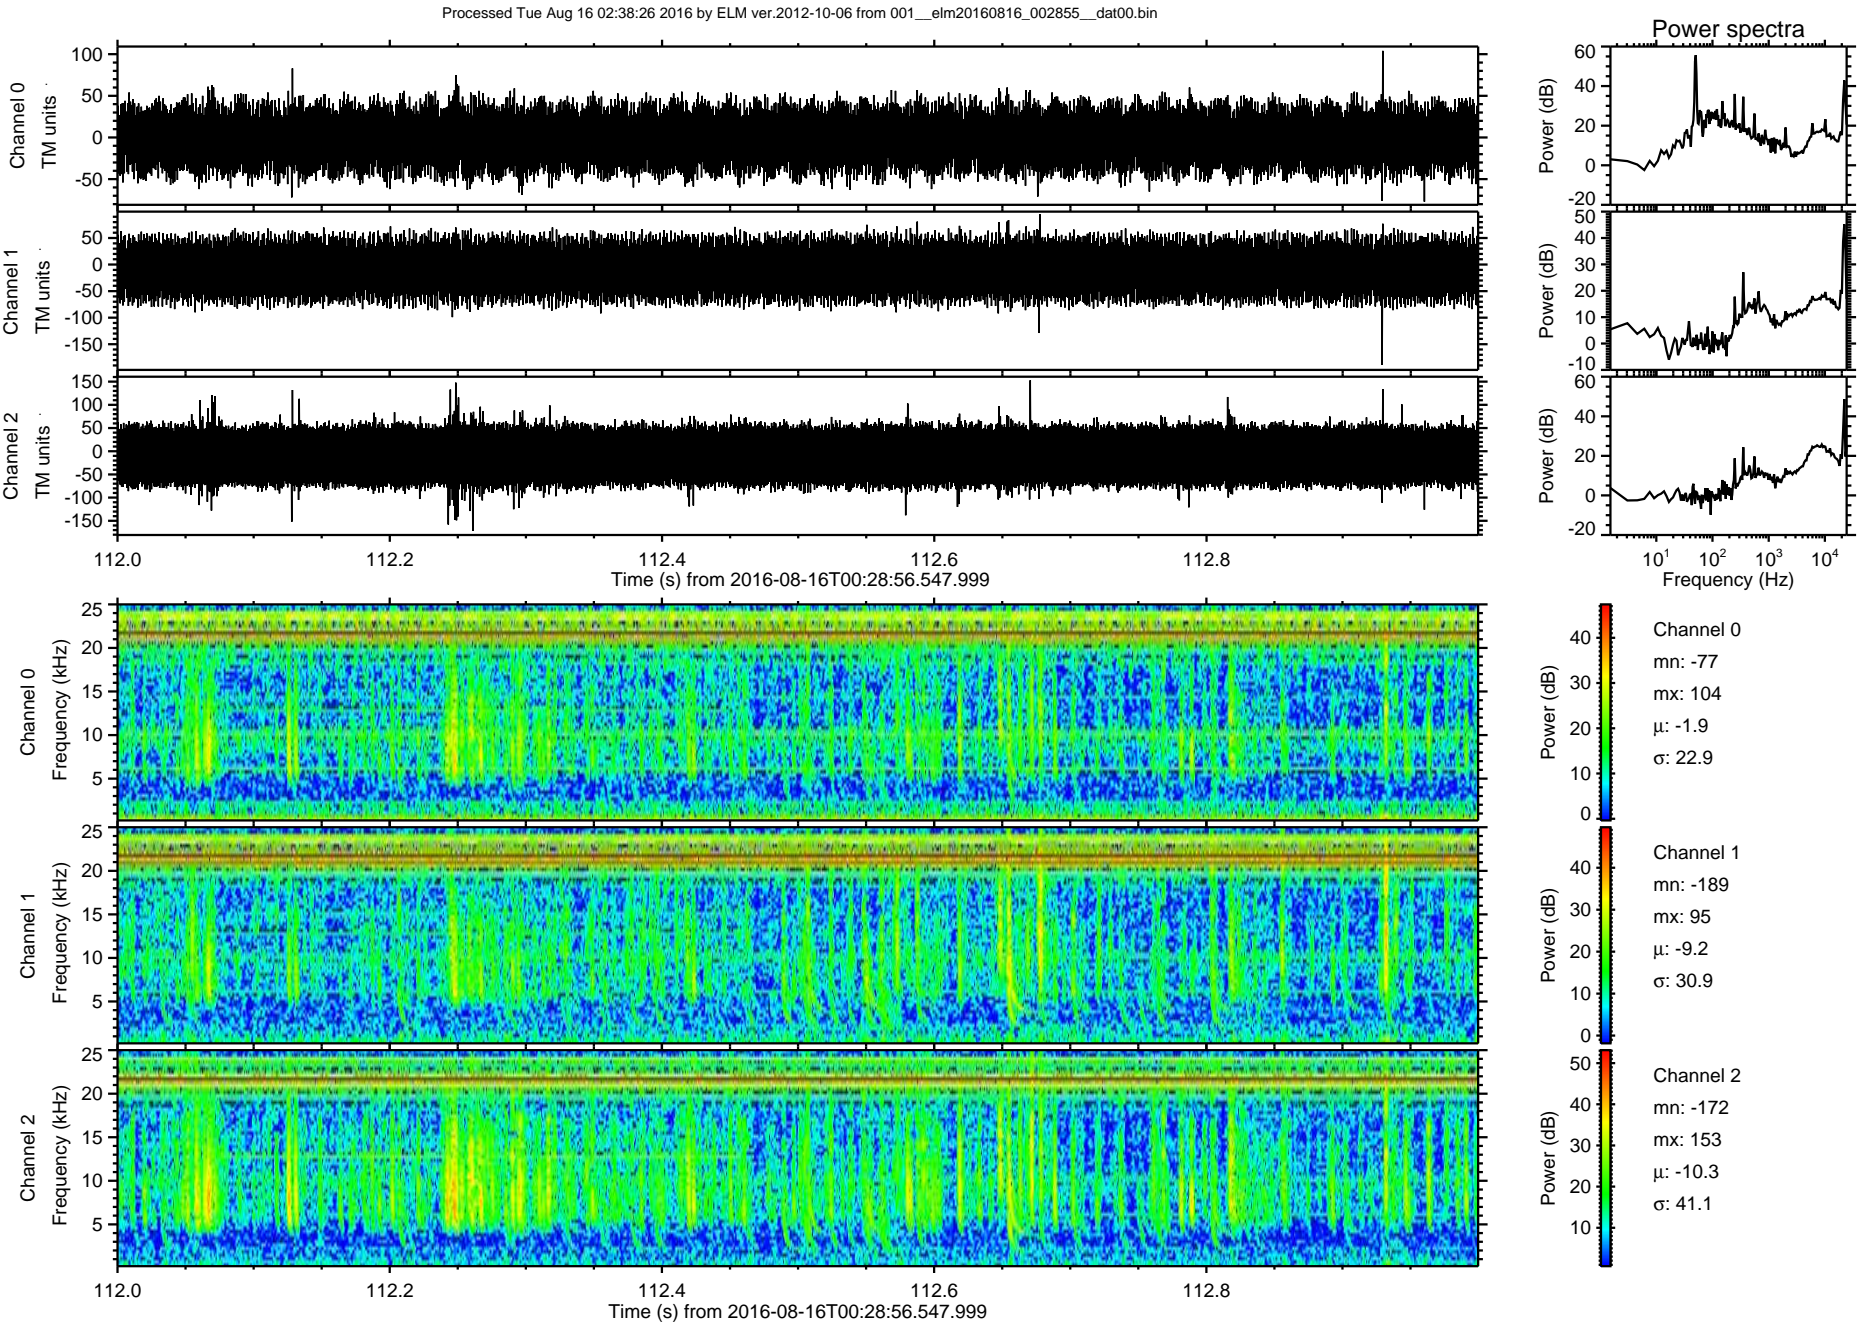 Processed Tue Aug 16 02:38:26 2016 by ELM ver.2012-10-06 from 001__elm20160816_002855__dat00.bin
Power spectra
Channel 0
TM units
100
50
0
-50
Power (dB)
60
40
20
0
-20
Channel 1
TM units
50
0
-50
-100
-150
Power (dB)
50
40
30
20
10
0
-10
Channel 2
TM units
150
100
50
0
-50
-100
-150
Power (dB)
60
40
20
0
-20
112.0 112.2 112.4 112.6 112.8
Time (s) from 2016-08-16T00:28:56.547.999
10¹ 10² 10³ 10⁴
Frequency (Hz)
Channel 0
Frequency (kHz)
25
20
15
10
5
Power (dB)
40
30
20
10
0
Channel 0
mn: -77
mx: 104
μ: -1.9
σ: 22.9
Channel 1
Frequency (kHz)
25
20
15
10
5
Power (dB)
40
30
20
10
0
Channel 1
mn: -189
mx: 95
μ: -9.2
σ: 30.9
Channel 2
Frequency (kHz)
25
20
15
10
5
Power (dB)
50
40
30
20
10
Channel 2
mn: -172
mx: 153
μ: -10.3
σ: 41.1
112.0 112.2 112.4 112.6 112.8
Time (s) from 2016-08-16T00:28:56.547.999